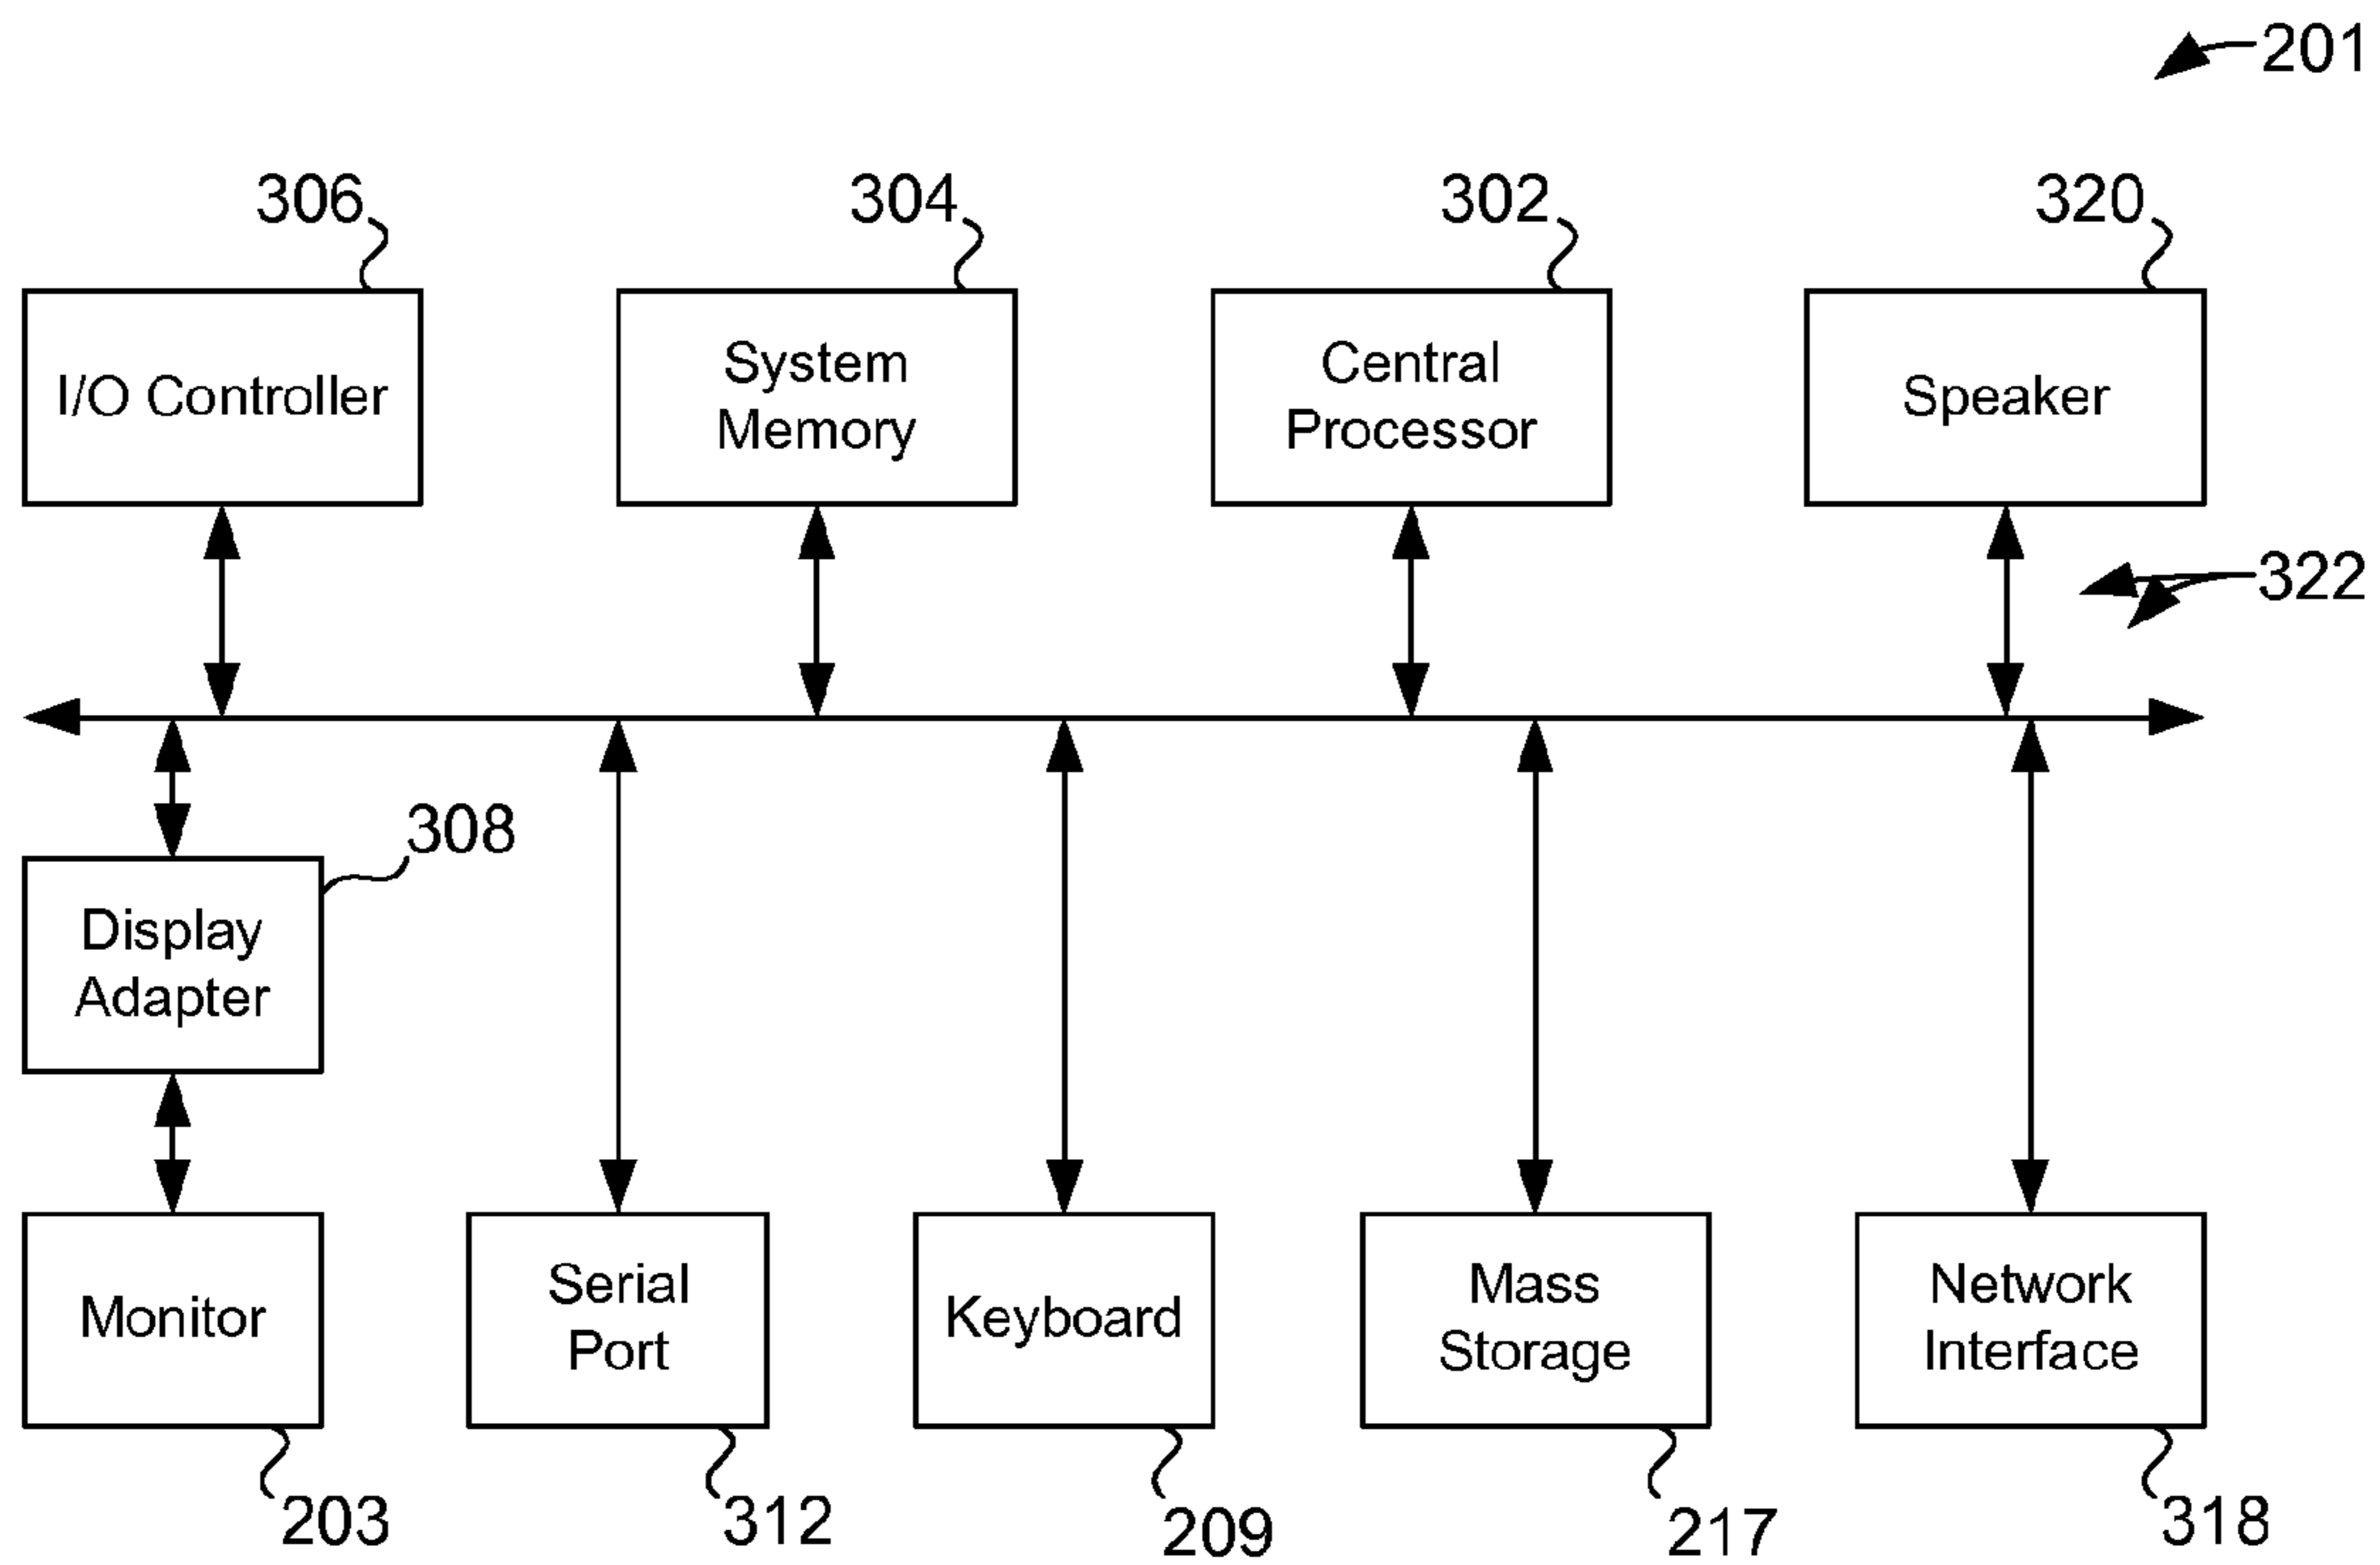 201
306
304
302
320
I/O Controller
System
Memory
Central
Processor
Speaker
322
308
Display
Adapter
Monitor
Serial
Port
Keyboard
Mass
Storage
Network
Interface
203
312
209
217
318